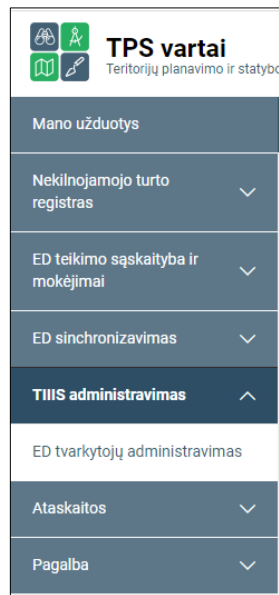 TPS vartai
Teritorijų planavimo ir statybo
Mano užduotys
Nekilnojamojo turto
registras
ED teikimo sąskaityba ir
mokėjimai
ED sinchronizavimas
TIIIS administravimas
ED tvarkytojų administravimas
Ataskaitos
Pagalba